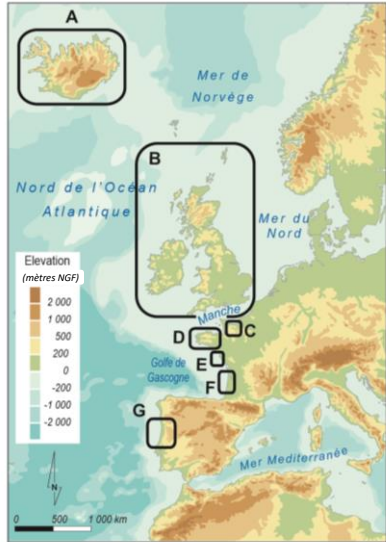 A
Mer de
Norvège
B
Nord de l'Océan
Atlantique
Mer du
Nord
Elevation
(mètres NGF)
2 000
1 000
500
200
0
-200
-1 000
-2 000
Manche
D
C
E
Golfe de
Gascogne
F
G
Mer Mediterranée
N
0 500 1 000 km